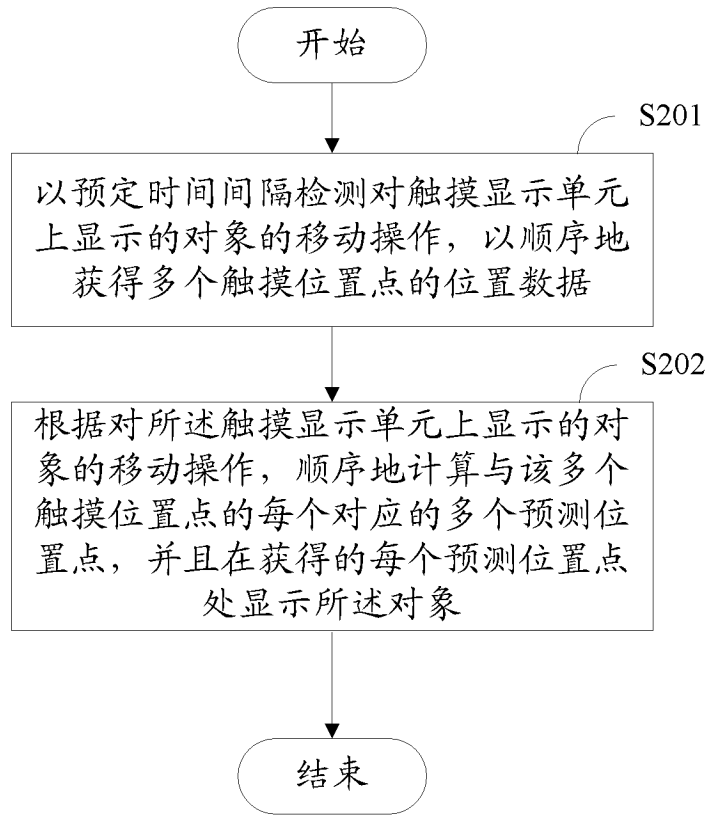 开始
S201
以预定时间间隔检测对触摸显示单元
上显示的对象的移动操作，以顺序地
获得多个触摸位置点的位置数据
S202
根据对所述触摸显示单元上显示的对
象的移动操作，顺序地计算与该多个
触摸位置点的每个对应的多个预测位
置点，并且在获得的每个预测位置点
处显示所述对象
结束